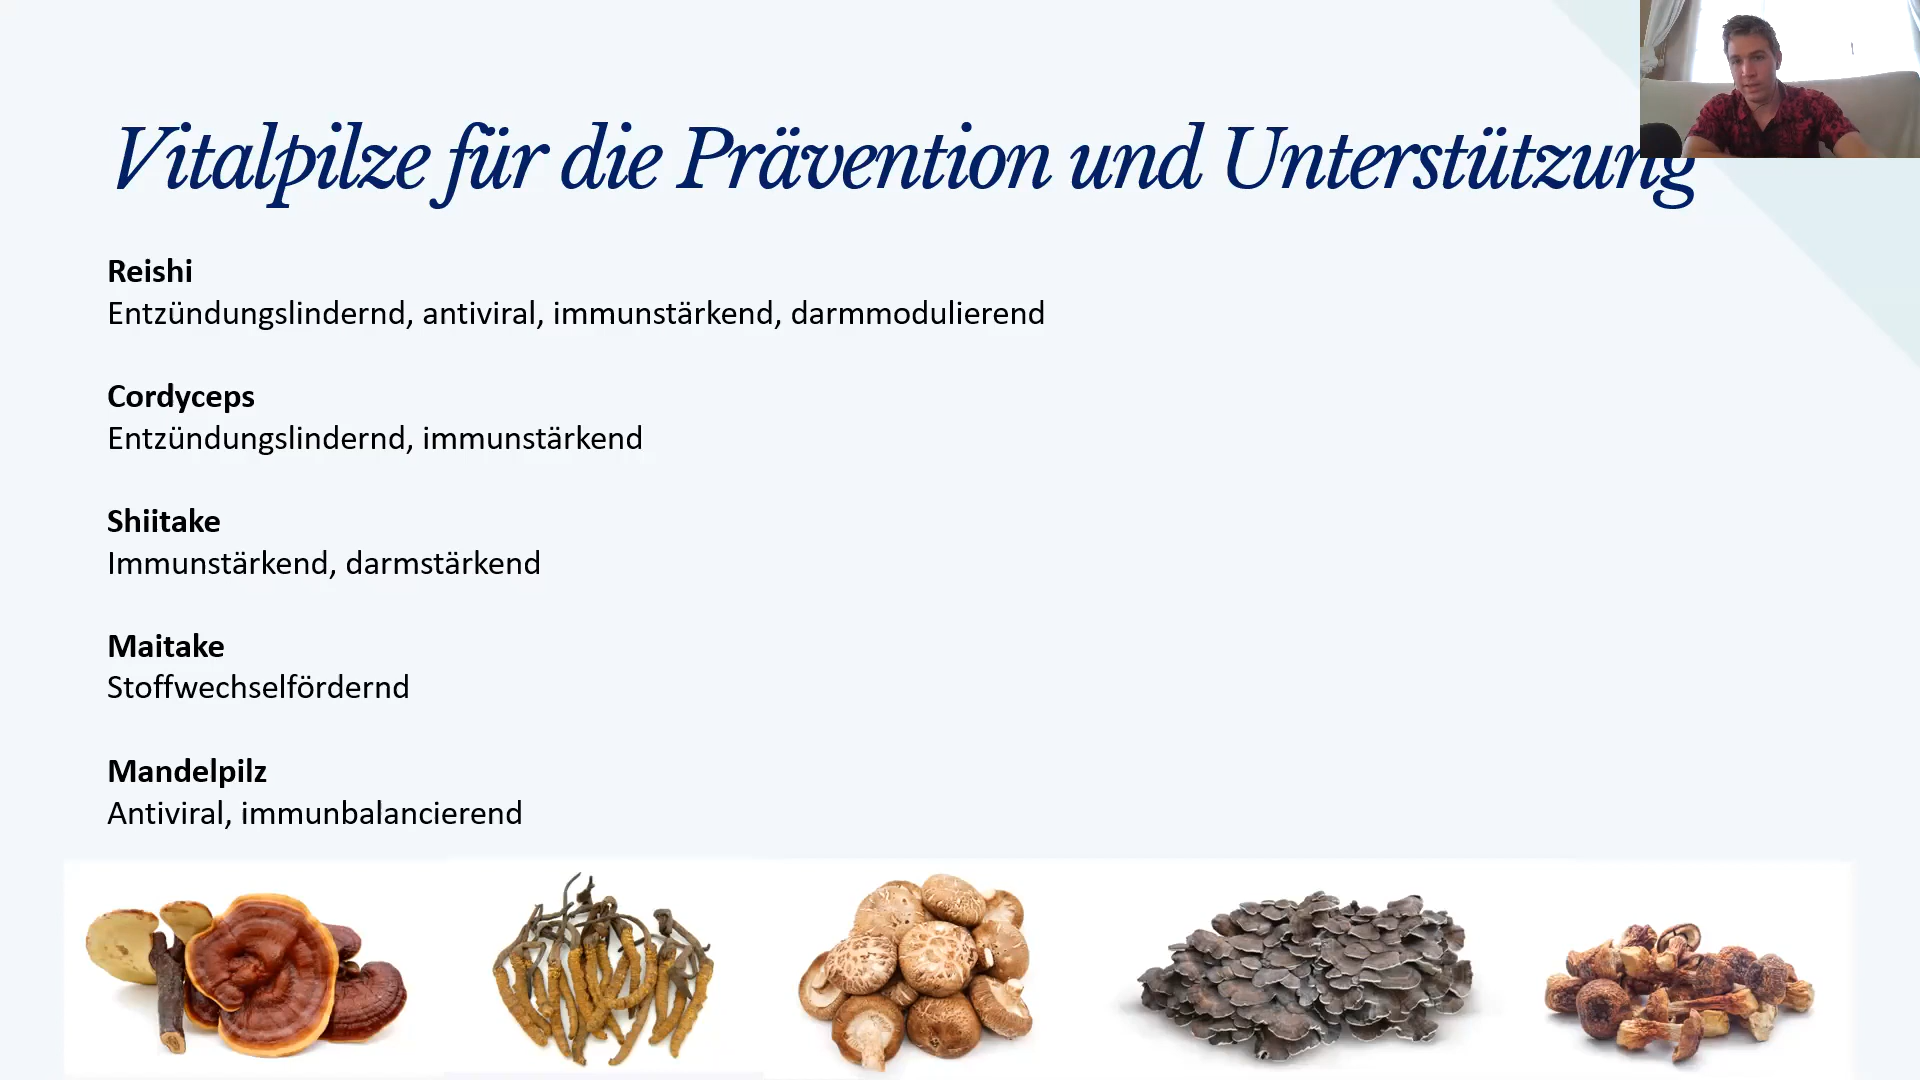 Vitalpilze für die Prävention und Unterstützung
Reishi
Entzündungslindernd, antiviral, immunstärkend, darmmodulierend
Cordyceps
Entzündungslindernd, immunstärkend
Shiitake
Immunstärkend, darmstärkend
Maitake
Stoffwechselfördernd
Mandelpilz
Antiviral, immunbalancierend